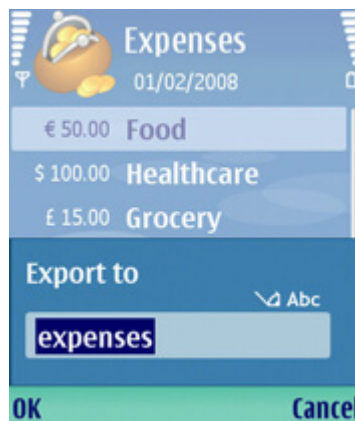 Expenses
01/02/2008
€ 50.00 Food
$ 100.00 Healthcare
£ 15.00 Grocery
Export to
Abc
expenses
OK Cancel